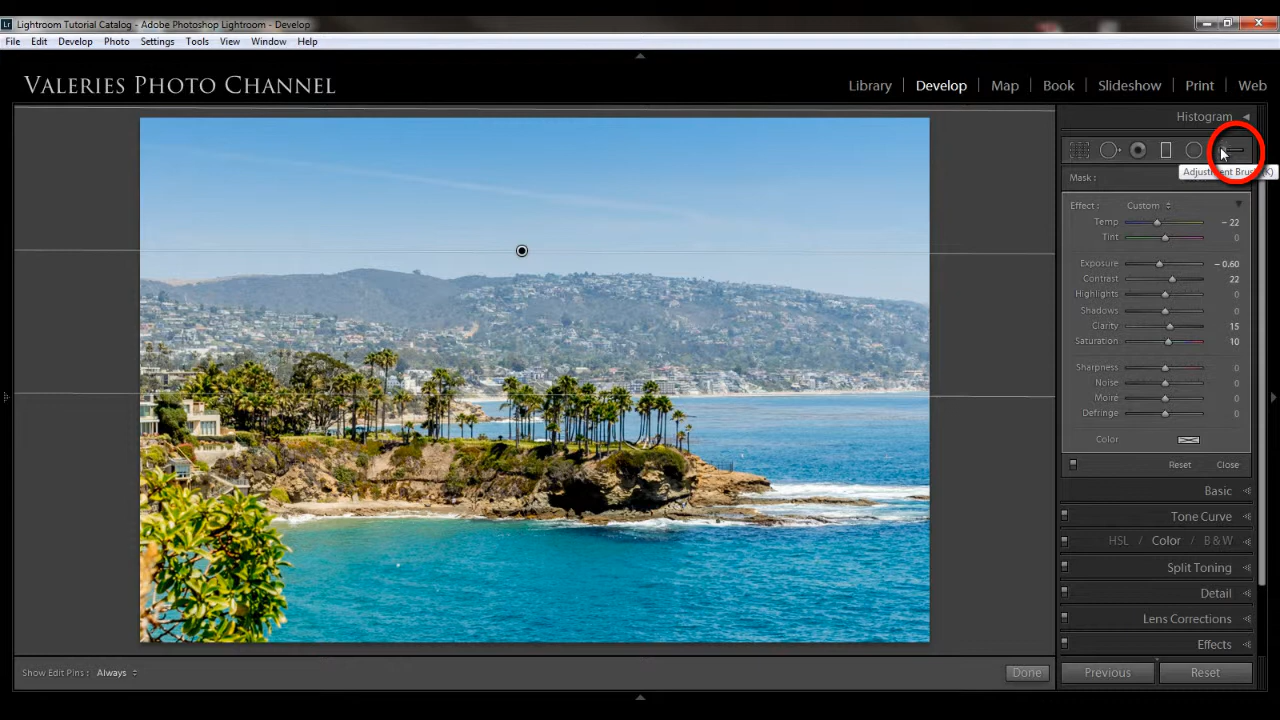 Lightroom Tutorial Catalog - Adobe Photoshop Lightroom - Develop
File Edit Develop Photo Settings Tools View Window Help
VALERIES PHOTO CHANNEL
Library Develop Map Book Slideshow Print Web
Histogram
Adjustment Brush (K)
Mask :
Effect : Custom
Temp - 22
Tint 0
Exposure - 0.60
Contrast 22
Highlights 0
Shadows 0
Clarity 15
Saturation 10
Sharpness 0
Noise 0
Moiré 0
Defringe 0
Color
Reset Close
Basic
Tone Curve
HSL / Color / B & W
Split Toning
Detail
Lens Corrections
Effects
Show Edit Pins : Always Done Previous Reset